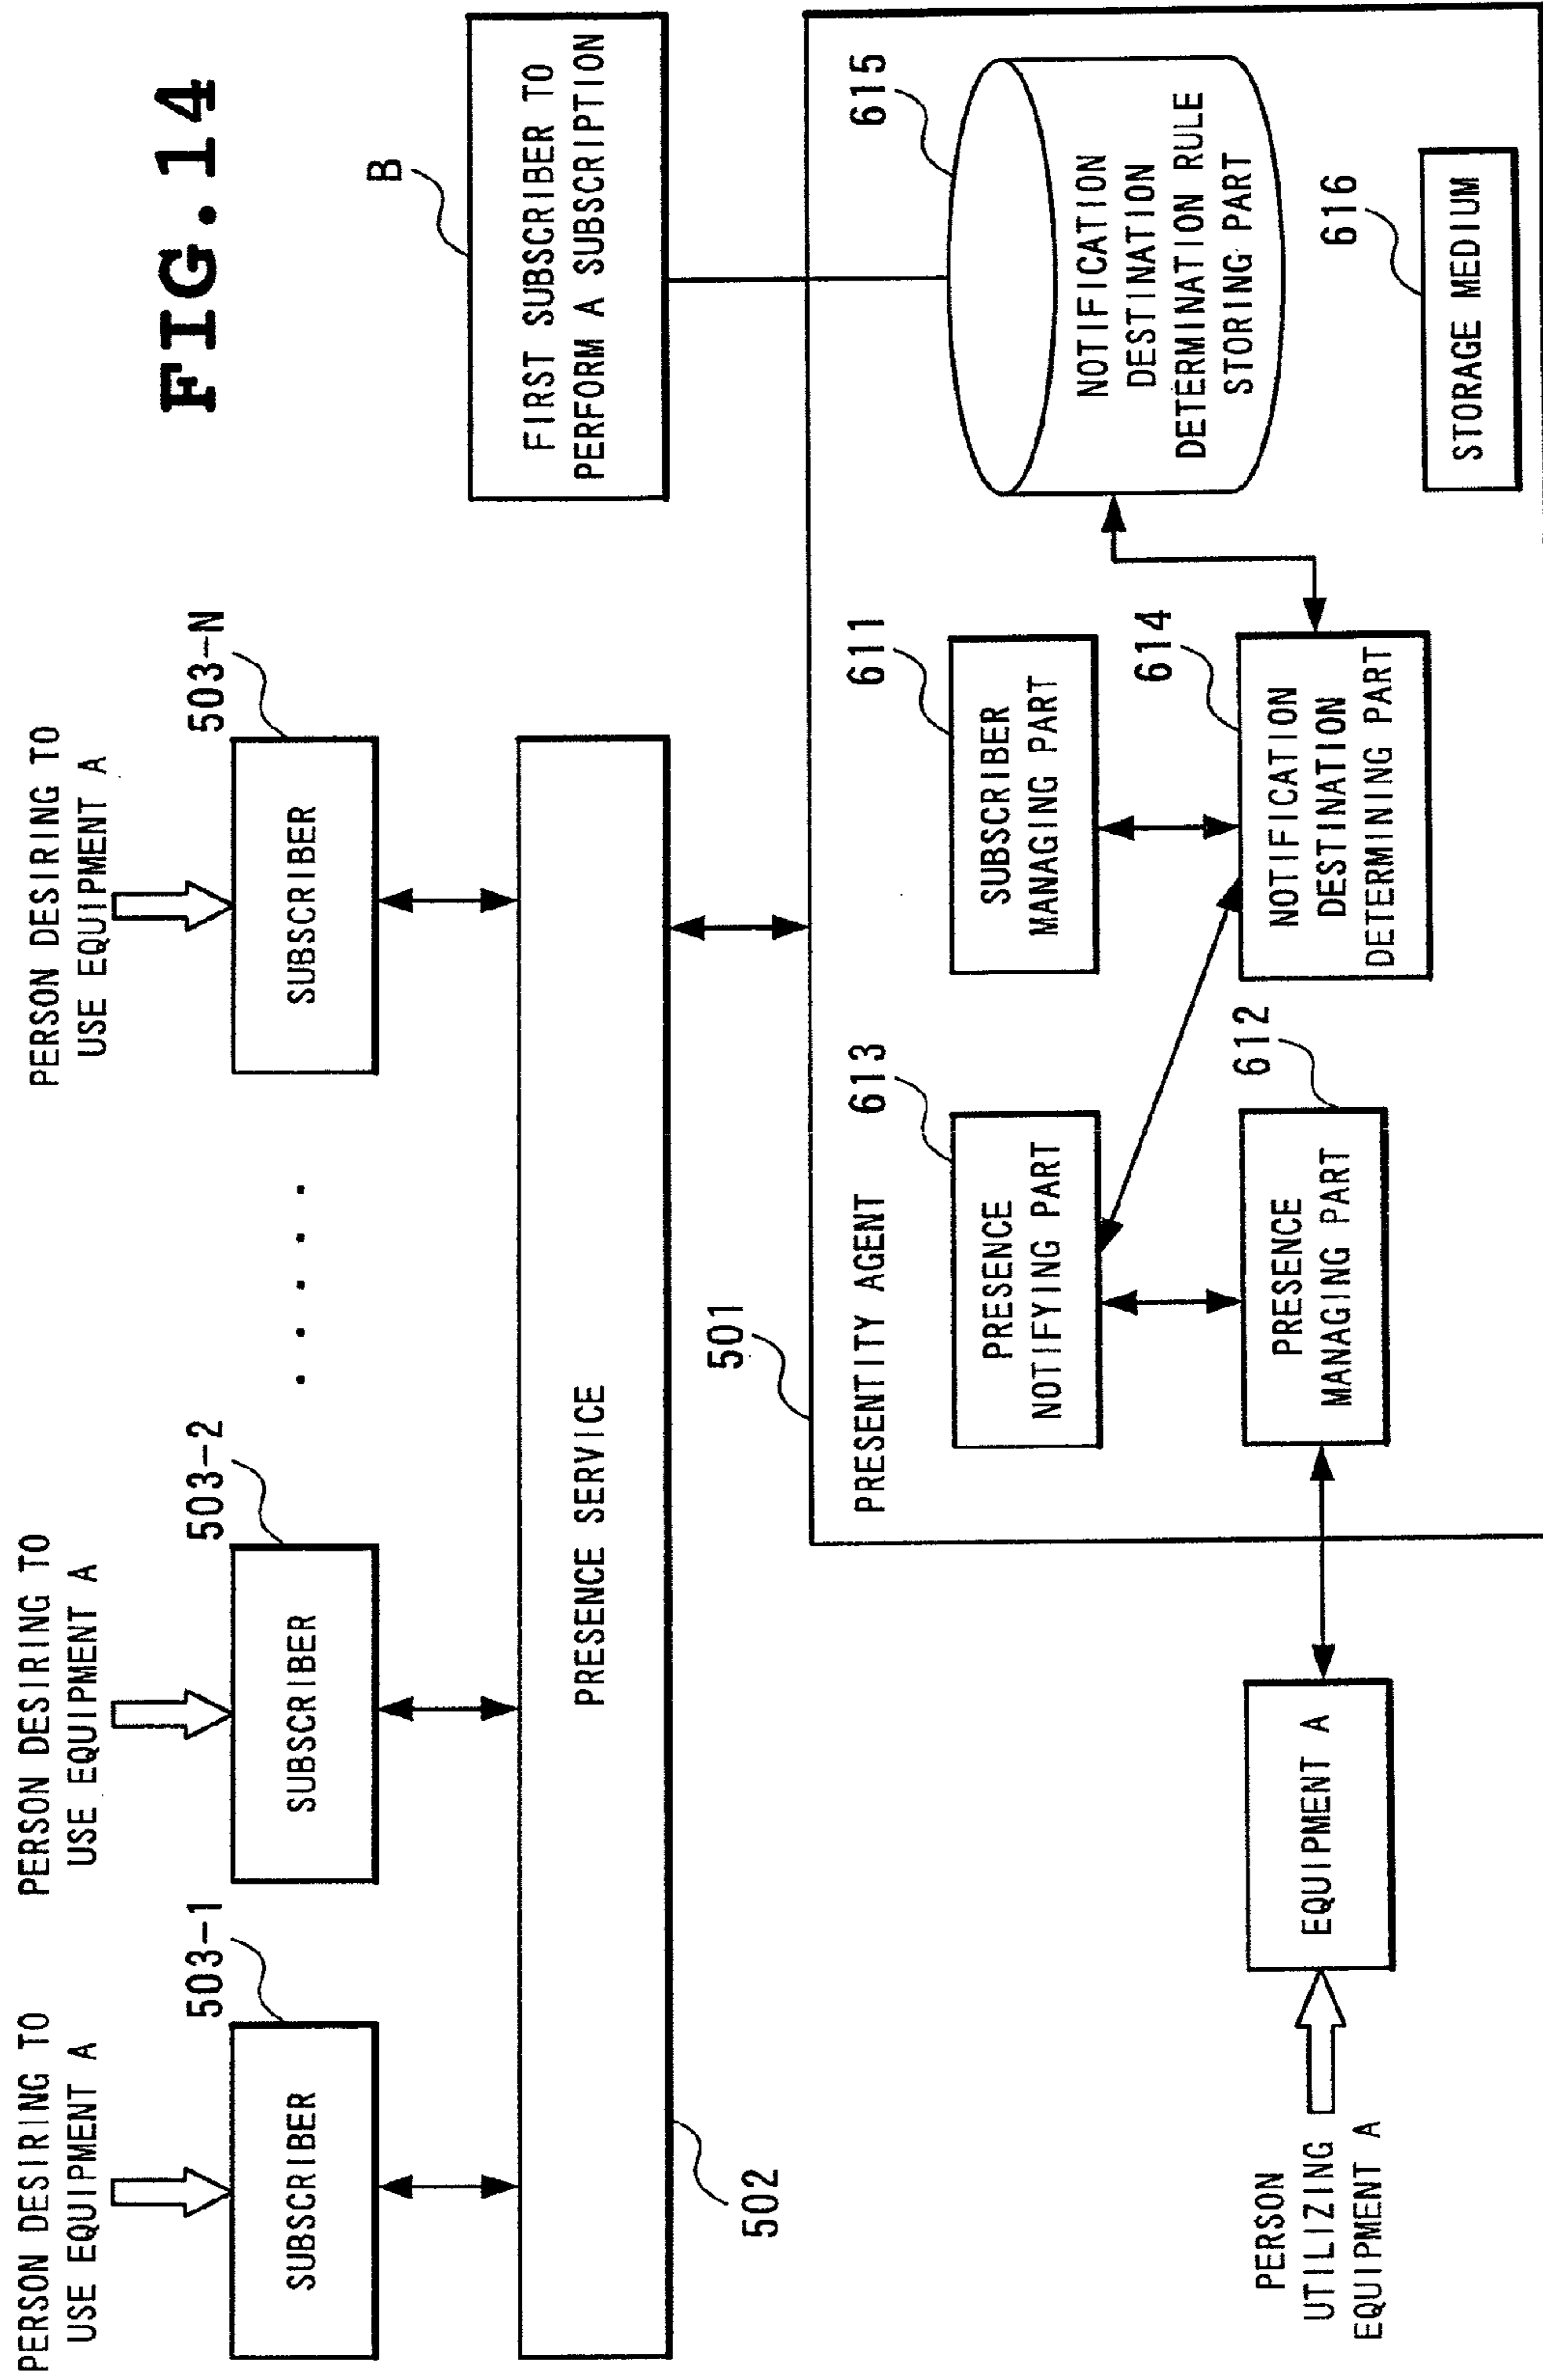 FIG. 14
PERSON DESIRING TO
USE EQUIPMENT A
PERSON DESIRING TO
USE EQUIPMENT A
PERSON DESIRING TO
USE EQUIPMENT A
503-1
503-2
503-N
SUBSCRIBER
SUBSCRIBER
. . . . .
SUBSCRIBER
B
FIRST SUBSCRIBER TO
PERFORM A SUBSCRIPTION
PRESENCE SERVICE
502
501
PRESENTITY AGENT
613
PRESENCE
NOTIFYING PART
611
SUBSCRIBER
MANAGING PART
615
NOTIFICATION
DESTINATION
DETERMINATION RULE
STORING PART
612
PRESENCE
MANAGING PART
614
NOTIFICATION
DESTINATION
DETERMINING PART
616
STORAGE MEDIUM
PERSON
UTILIZING
EQUIPMENT A
EQUIPMENT A